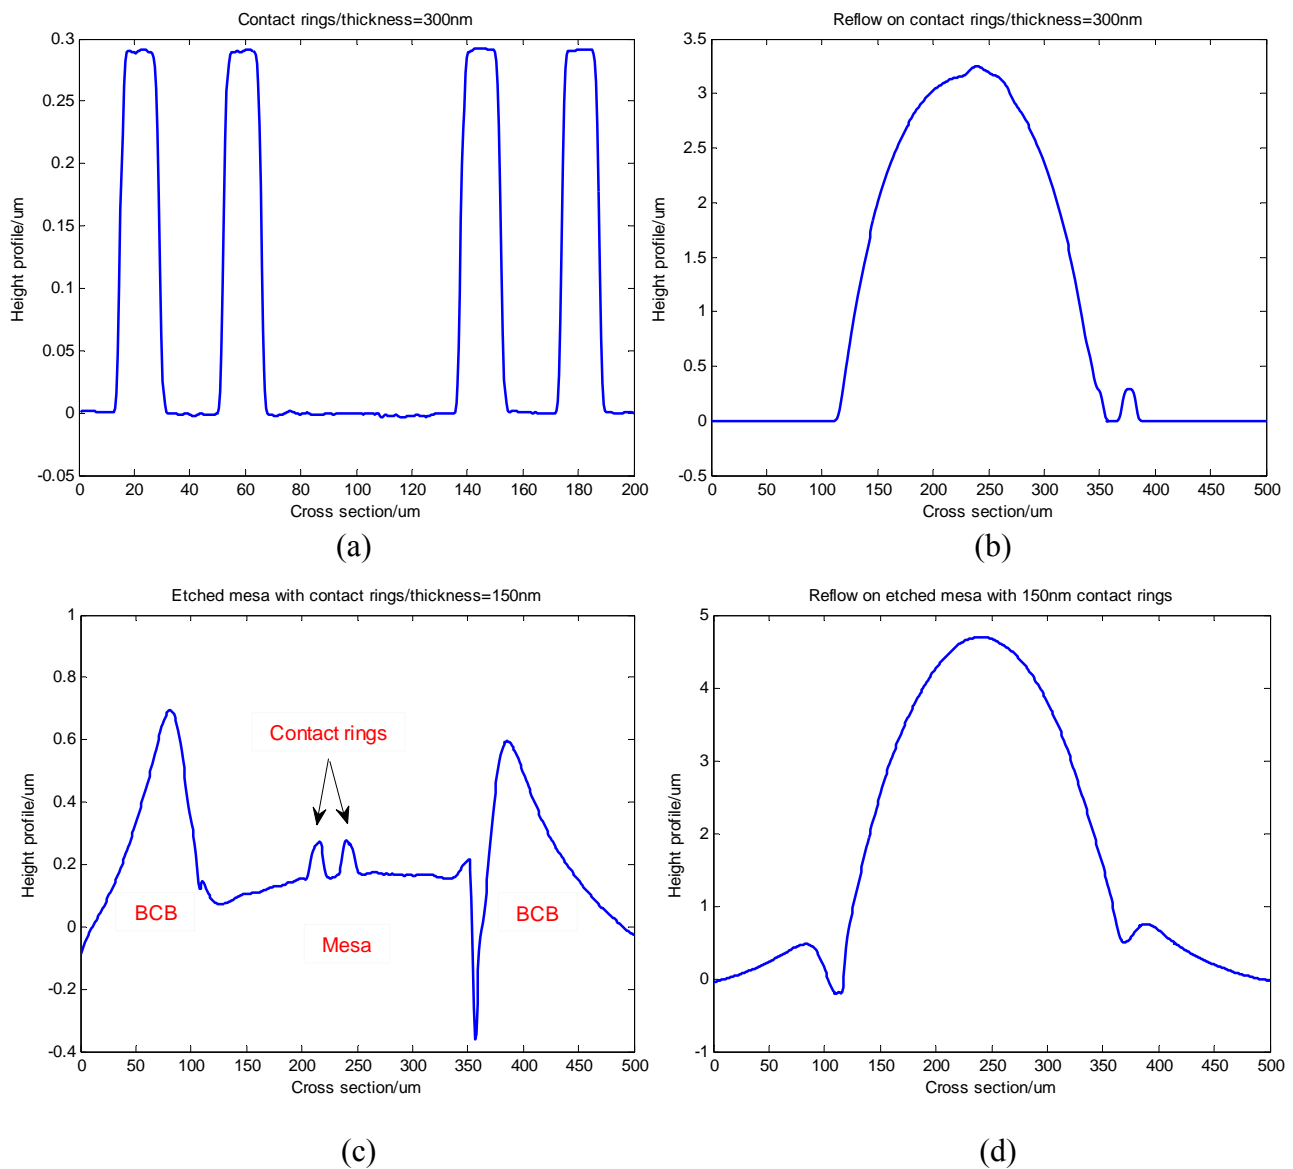 Contact rings/thickness=300nm
0.3
0.25
0.2
0.15
0.1
0.05
0
-0.05
Height profile/um
0 20 40 60 80 100 120 140 160 180 200
Cross section/um
(a)
Reflow on contact rings/thickness=300nm
3.5
3
2.5
2
1.5
1
0.5
0
-0.5
Height profile/um
0 50 100 150 200 250 300 350 400 450 500
Cross section/um
(b)
Etched mesa with contact rings/thickness=150nm
1
0.8
0.6
0.4
0.2
0
-0.2
-0.4
Height profile/um
Contact rings
BCB
Mesa
BCB
0 50 100 150 200 250 300 350 400 450 500
Cross section/um
(c)
Reflow on etched mesa with 150nm contact rings
5
4
3
2
1
0
-1
Height profile/um
0 50 100 150 200 250 300 350 400 450 500
Cross section/um
(d)